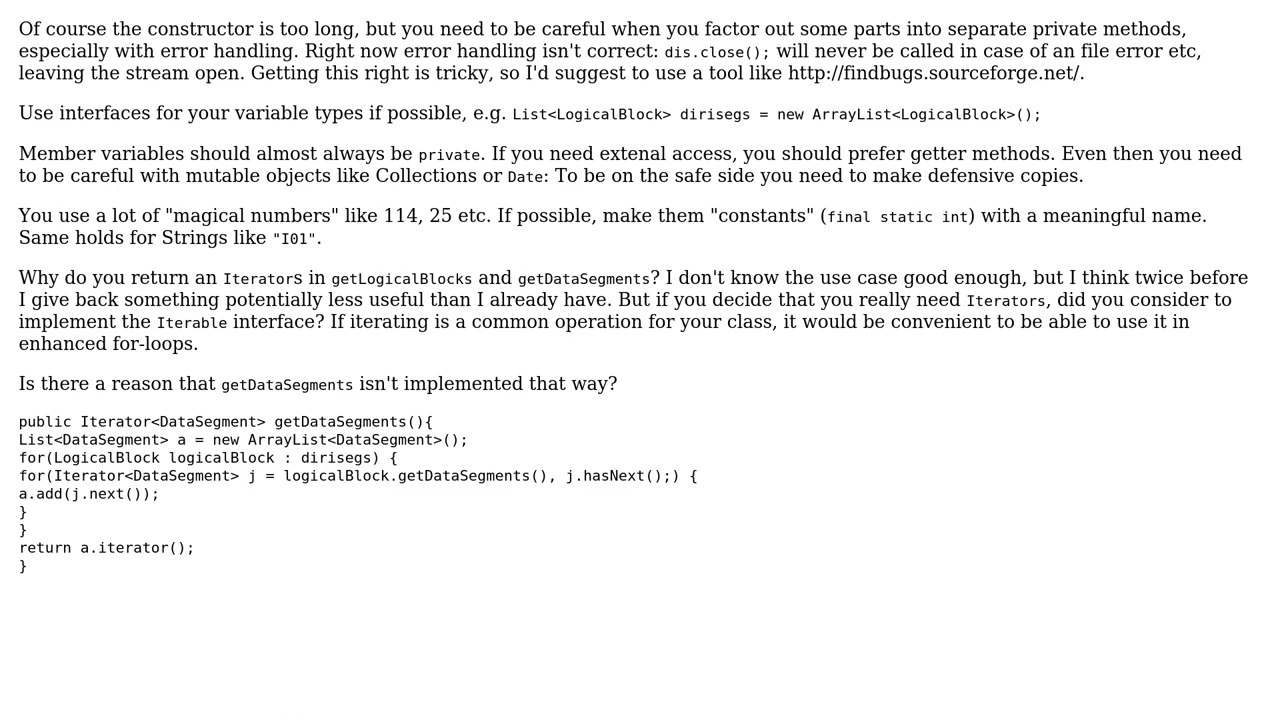 Of course the constructor is too long, but you need to be careful when you factor out some parts into separate private methods,
especially with error handling. Right now error handling isn't correct: dis.close(); will never be called in case of an file error etc,
leaving the stream open. Getting this right is tricky, so I'd suggest to use a tool like http://findbugs.sourceforge.net/.
Use interfaces for your variable types if possible, e.g. List<LogicalBlock> dirisegs = new ArrayList<LogicalBlock>();
Member variables should almost always be private. If you need extenal access, you should prefer getter methods. Even then you need
to be careful with mutable objects like Collections or Date: To be on the safe side you need to make defensive copies.
You use a lot of "magical numbers" like 114, 25 etc. If possible, make them "constants" (final static int) with a meaningful name.
Same holds for Strings like "I01".
Why do you return an Iterators in getLogicalBlocks and getDataSegments? I don't know the use case good enough, but I think twice before
I give back something potentially less useful than I already have. But if you decide that you really need Iterators, did you consider to
implement the Iterable interface? If iterating is a common operation for your class, it would be convenient to be able to use it in
enhanced for-loops.
Is there a reason that getDataSegments isn't implemented that way?
public Iterator<DataSegment> getDataSegments(){
List<DataSegment> a = new ArrayList<DataSegment>();
for(LogicalBlock logicalBlock : dirisegs) {
for(Iterator<DataSegment> j = logicalBlock.getDataSegments(), j.hasNext();) {
a.add(j.next());
}
}
return a.iterator();
}